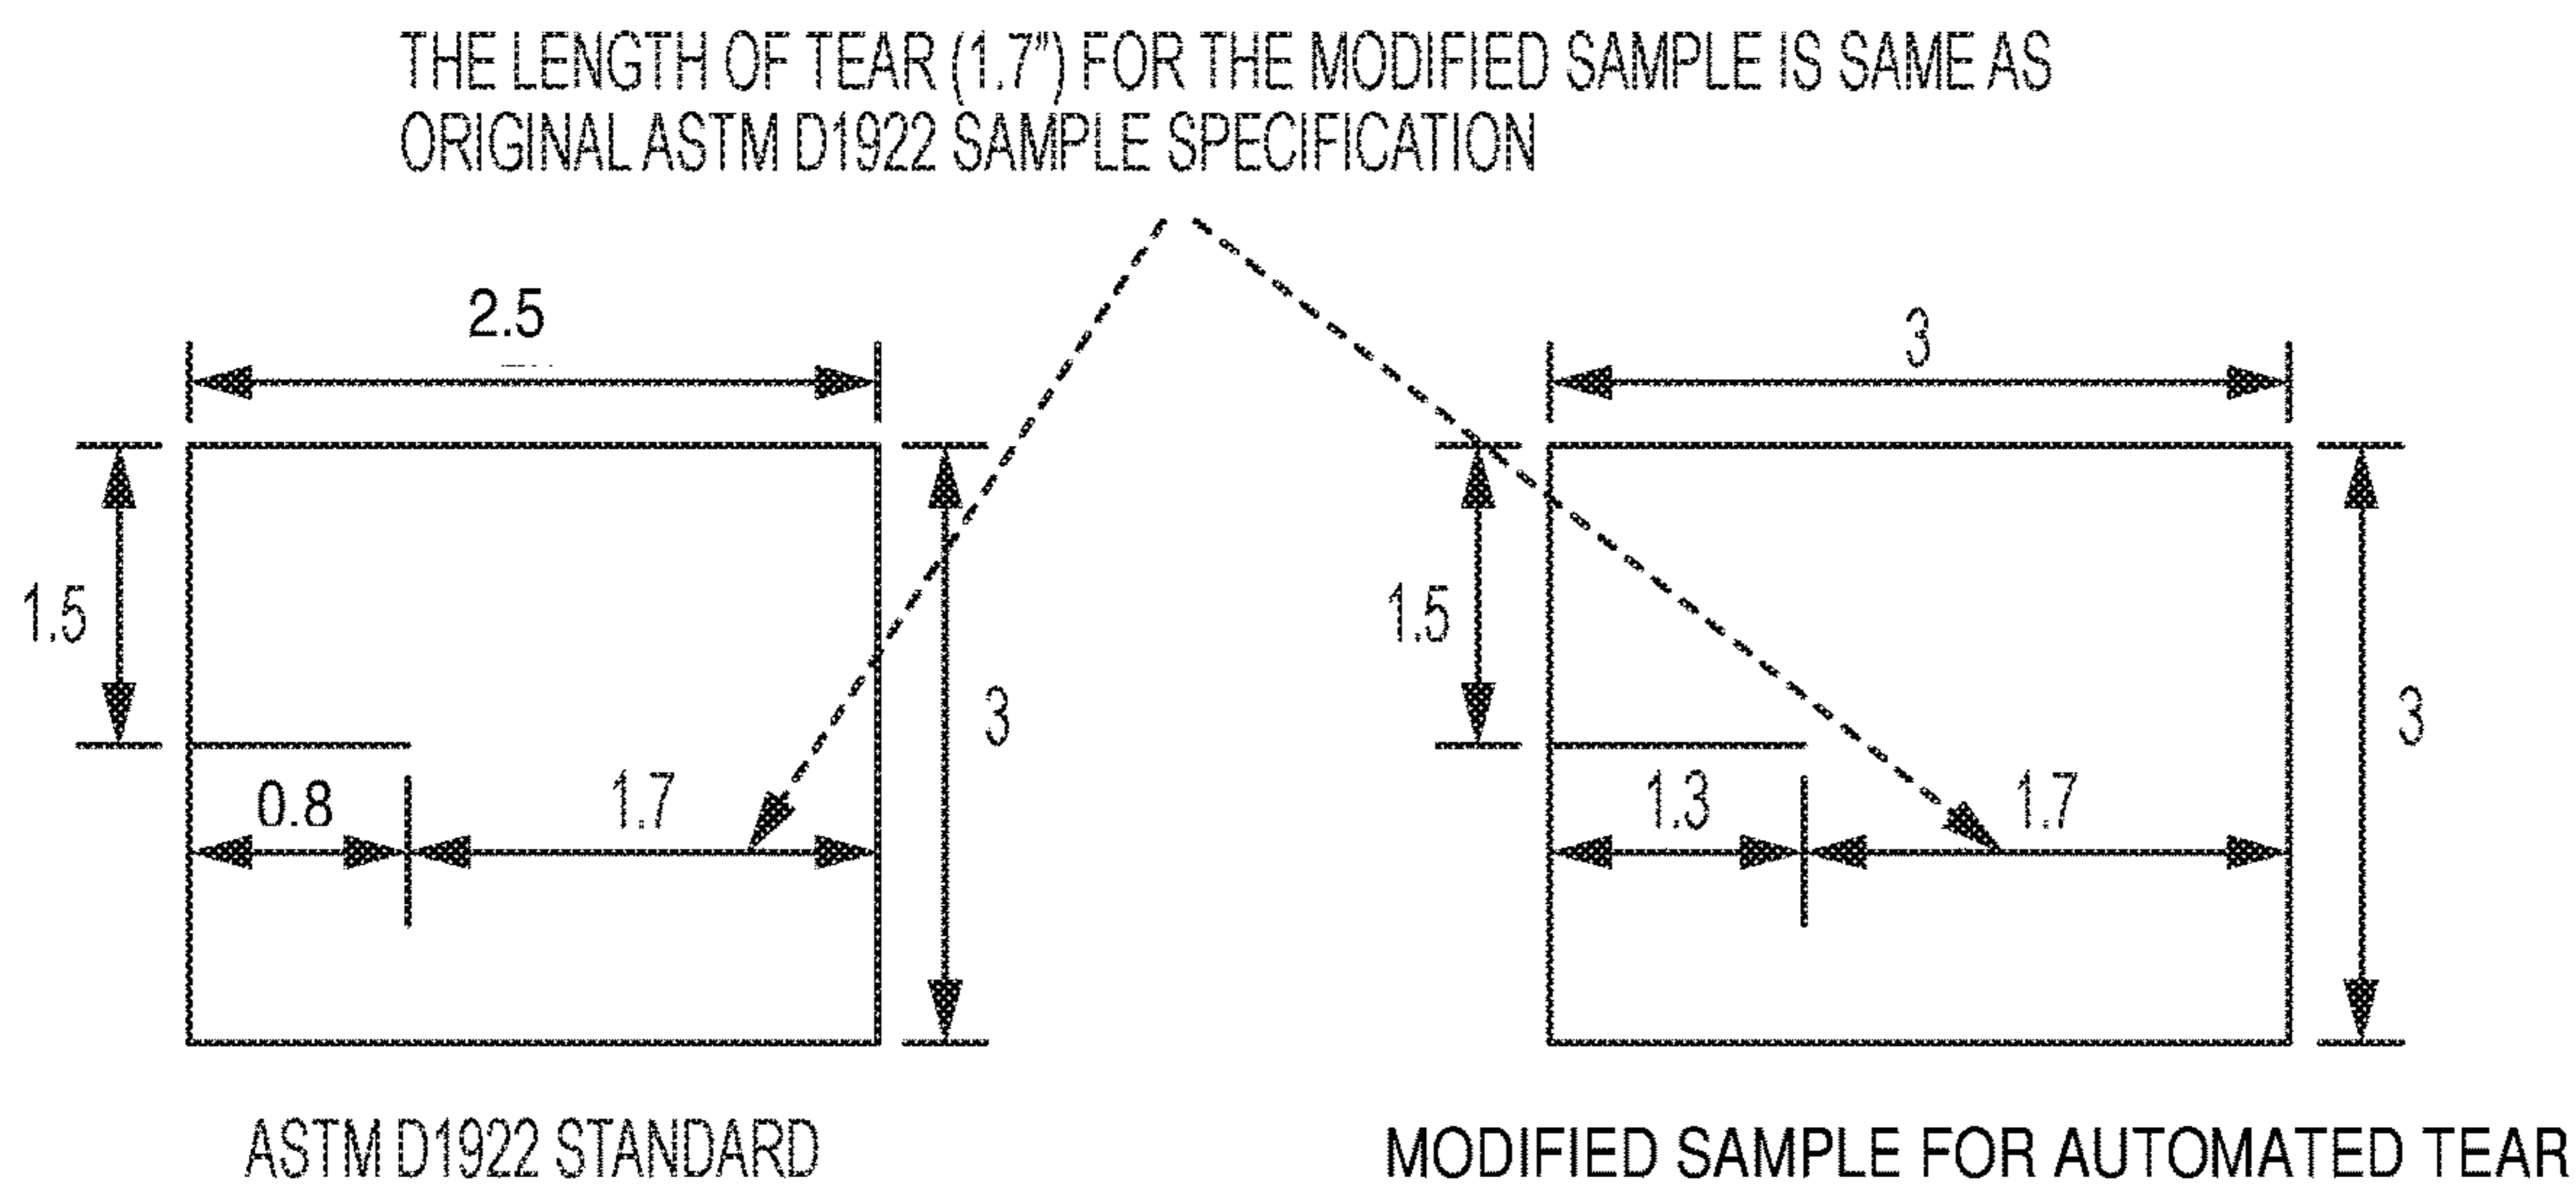 THE LENGTH OF TEAR (1.7”) FOR THE MODIFIED SAMPLE IS SAME AS
ORIGINAL ASTM D1922 SAMPLE SPECIFICATION
2.5
3
1.5
3
0.8
1.7
1.5
3
1.3
1.7
ASTM D1922 STANDARD
MODIFIED SAMPLE FOR AUTOMATED TEAR